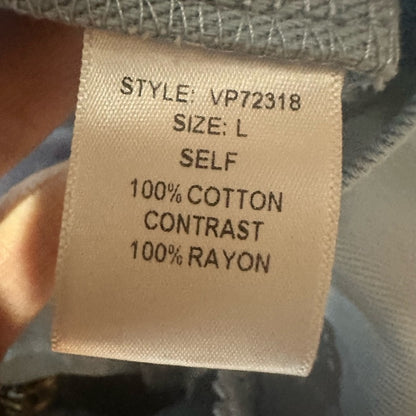 STYLE: VP72318
SIZE: L
SELF
100% COTTON
CONTRAST
100% RAYON